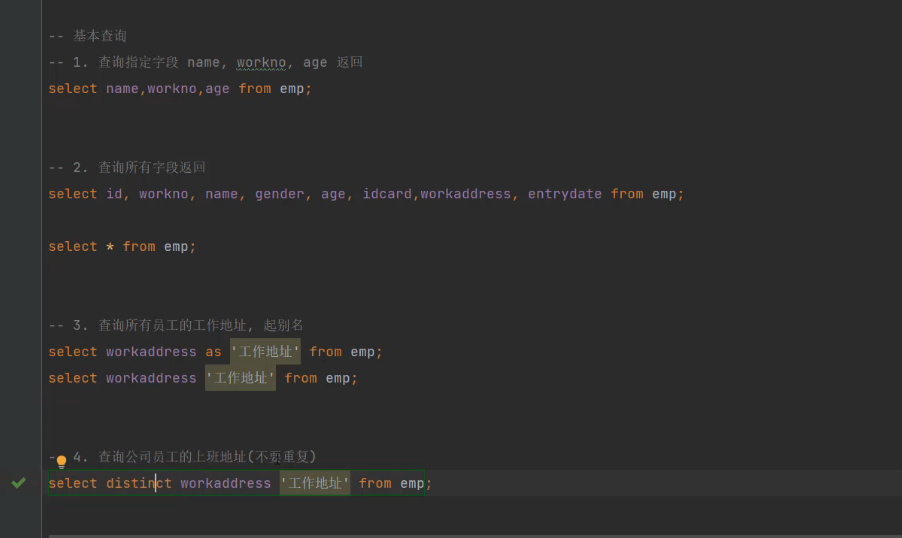 -- 基本查询
-- 1. 查询指定字段 name, workno, age 返回
select name,workno,age from emp;
-- 2. 查询所有字段返回
select id, workno, name, gender, age, idcard,workaddress, entrydate from emp;
select * from emp;
-- 3. 查询所有员工的工作地址, 起别名
select workaddress as '工作地址' from emp;
select workaddress '工作地址' from emp;
-- 4. 查询公司员工的上班地址(不要重复)
select distinct workaddress '工作地址' from emp;